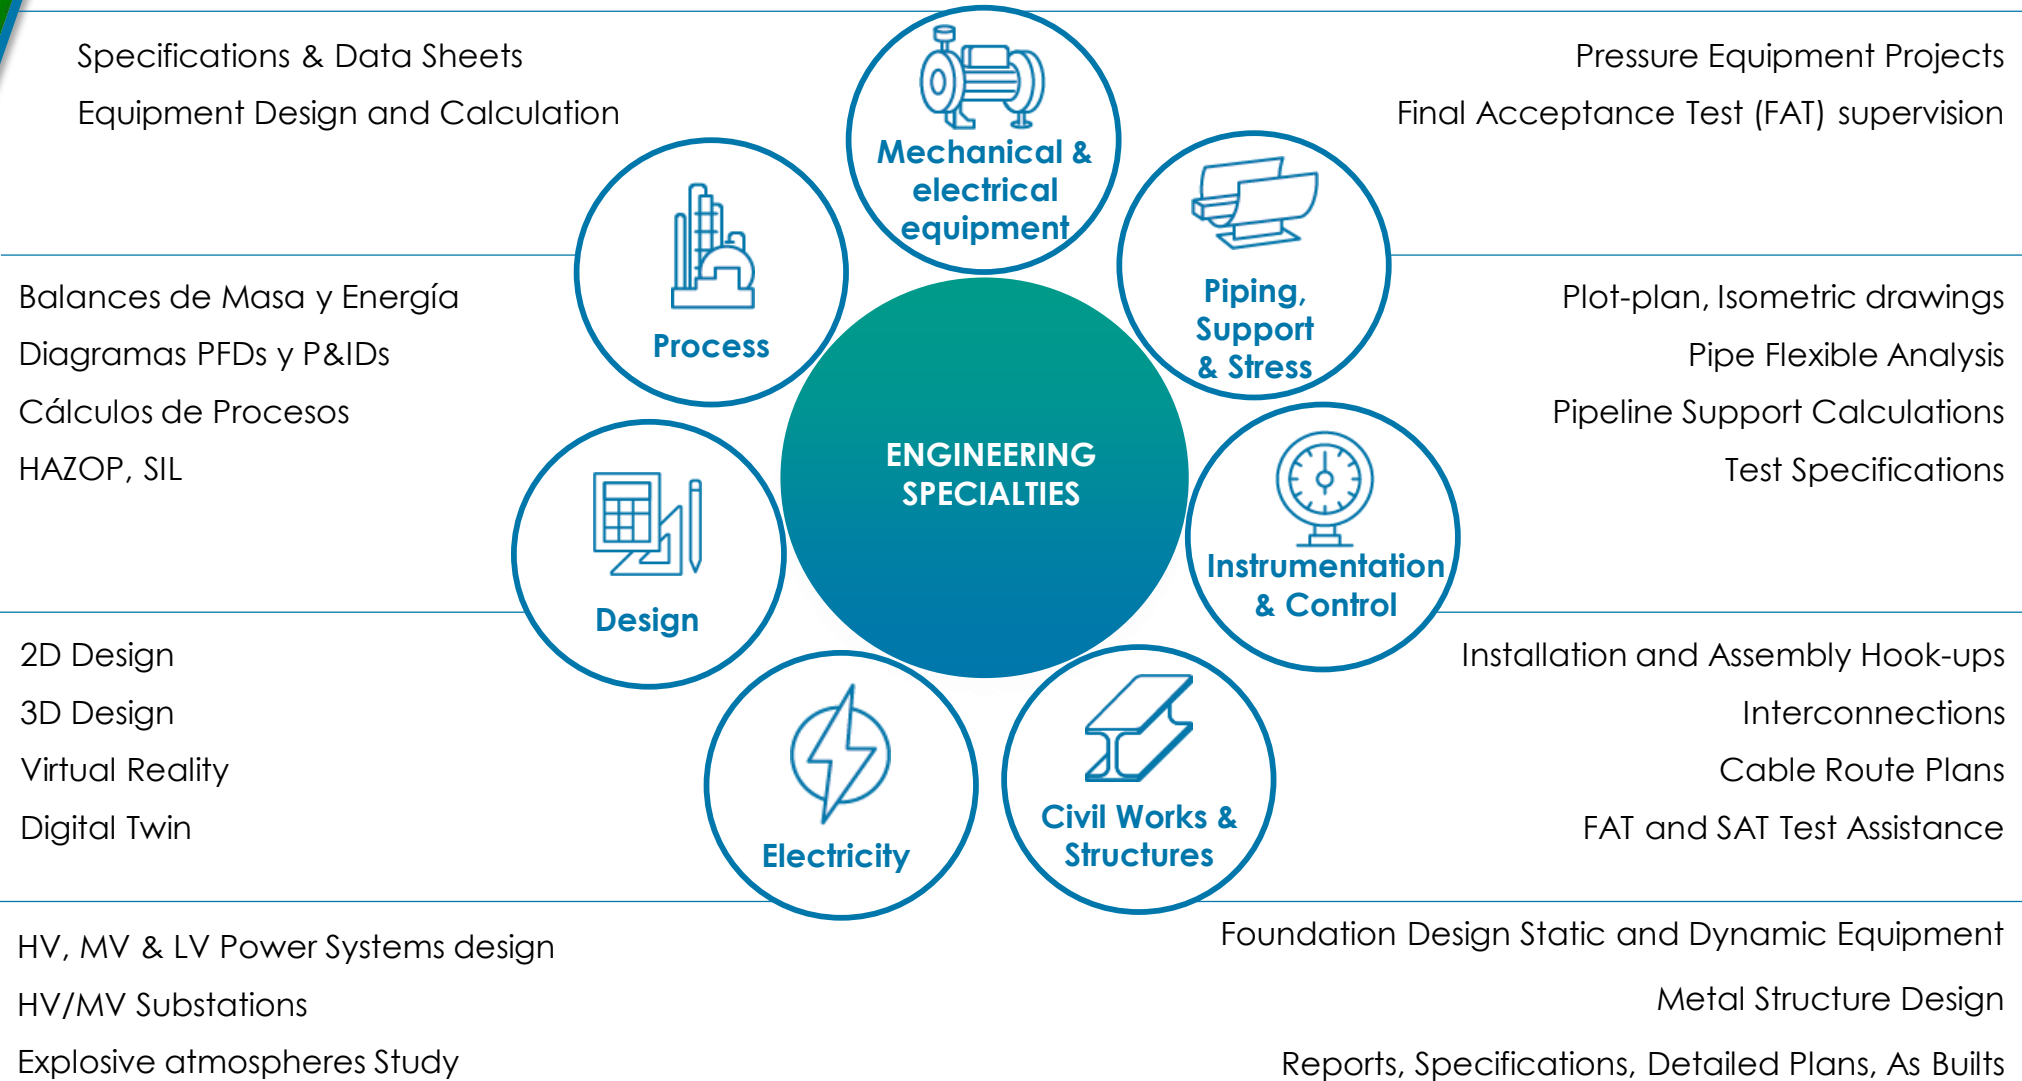 Specifications & Data Sheets
Equipment Design and Calculation
Mechanical &
electrical
equipment
Pressure Equipment Projects
Final Acceptance Test (FAT) supervision
Process
Balances de Masa y Energía
Diagramas PFDs y P&IDs
Cálculos de Procesos
HAZOP, SIL
Piping,
Support
& Stress
Plot-plan, Isometric drawings
Pipe Flexible Analysis
Pipeline Support Calculations
Test Specifications
ENGINEERING
SPECIALTIES
Design
2D Design
3D Design
Virtual Reality
Digital Twin
Instrumentation
& Control
Installation and Assembly Hook-ups
Interconnections
Cable Route Plans
FAT and SAT Test Assistance
Electricity
HV, MV & LV Power Systems design
HV/MV Substations
Explosive atmospheres Study
Civil Works &
Structures
Foundation Design Static and Dynamic Equipment
Metal Structure Design
Reports, Specifications, Detailed Plans, As Builts